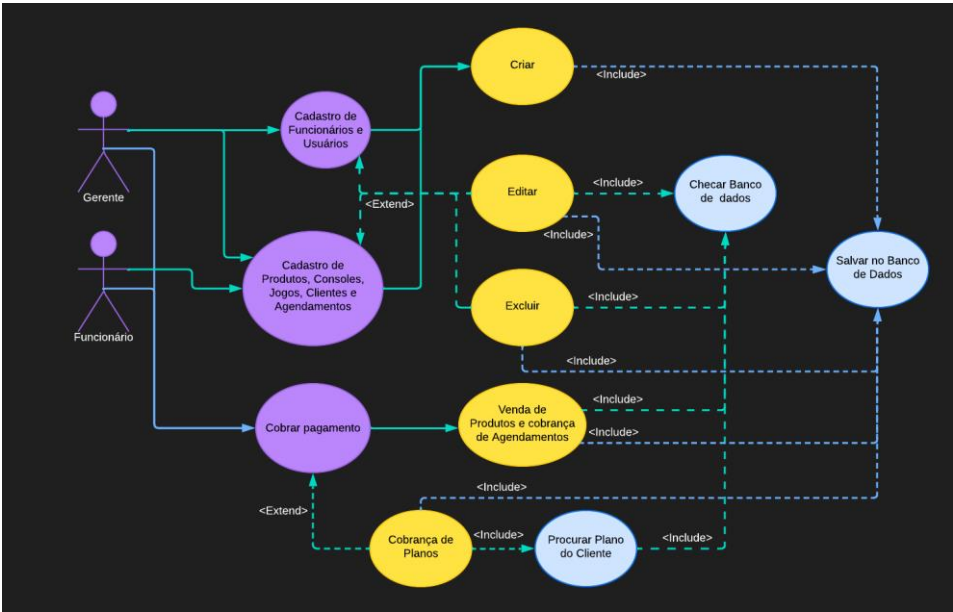 Criar
<Include>
Cadastro de
Funcionários e
Usuários
Gerente
<Extend>
Editar
<Include>
<Include>
Checar Banco
de dados
Salvar no Banco
de Dados
Cadastro de
Produtos, Consoles,
Jogos, Clientes e
Agendamentos
Funcionário
Excluir
<Include>
<Include>
Cobrar pagamento
Venda de
Produtos e cobrança
de Agendamentos
<Include>
<Include>
<Include>
<Extend>
Cobrança de
Planos
<Include>
Procurar Plano
do Cliente
<Include>